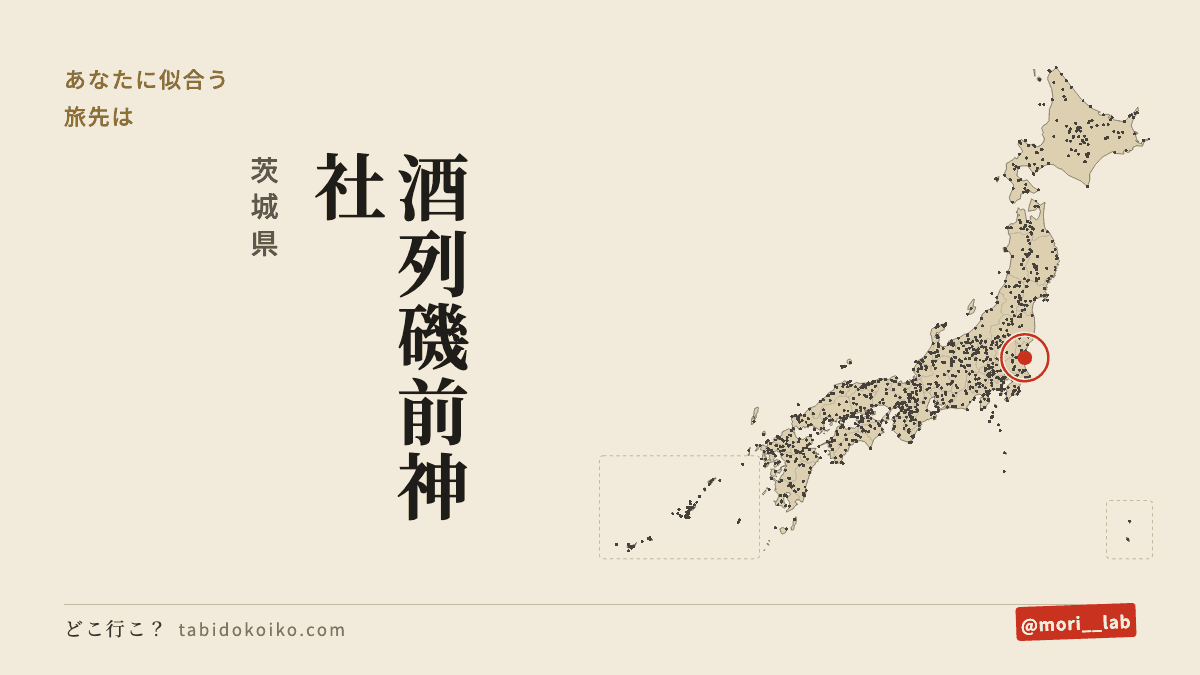 あなたに似合う
旅先は
酒列磯前神
社
茨城県
どこ行こ？ tabidokoiko.com
@mori__lab